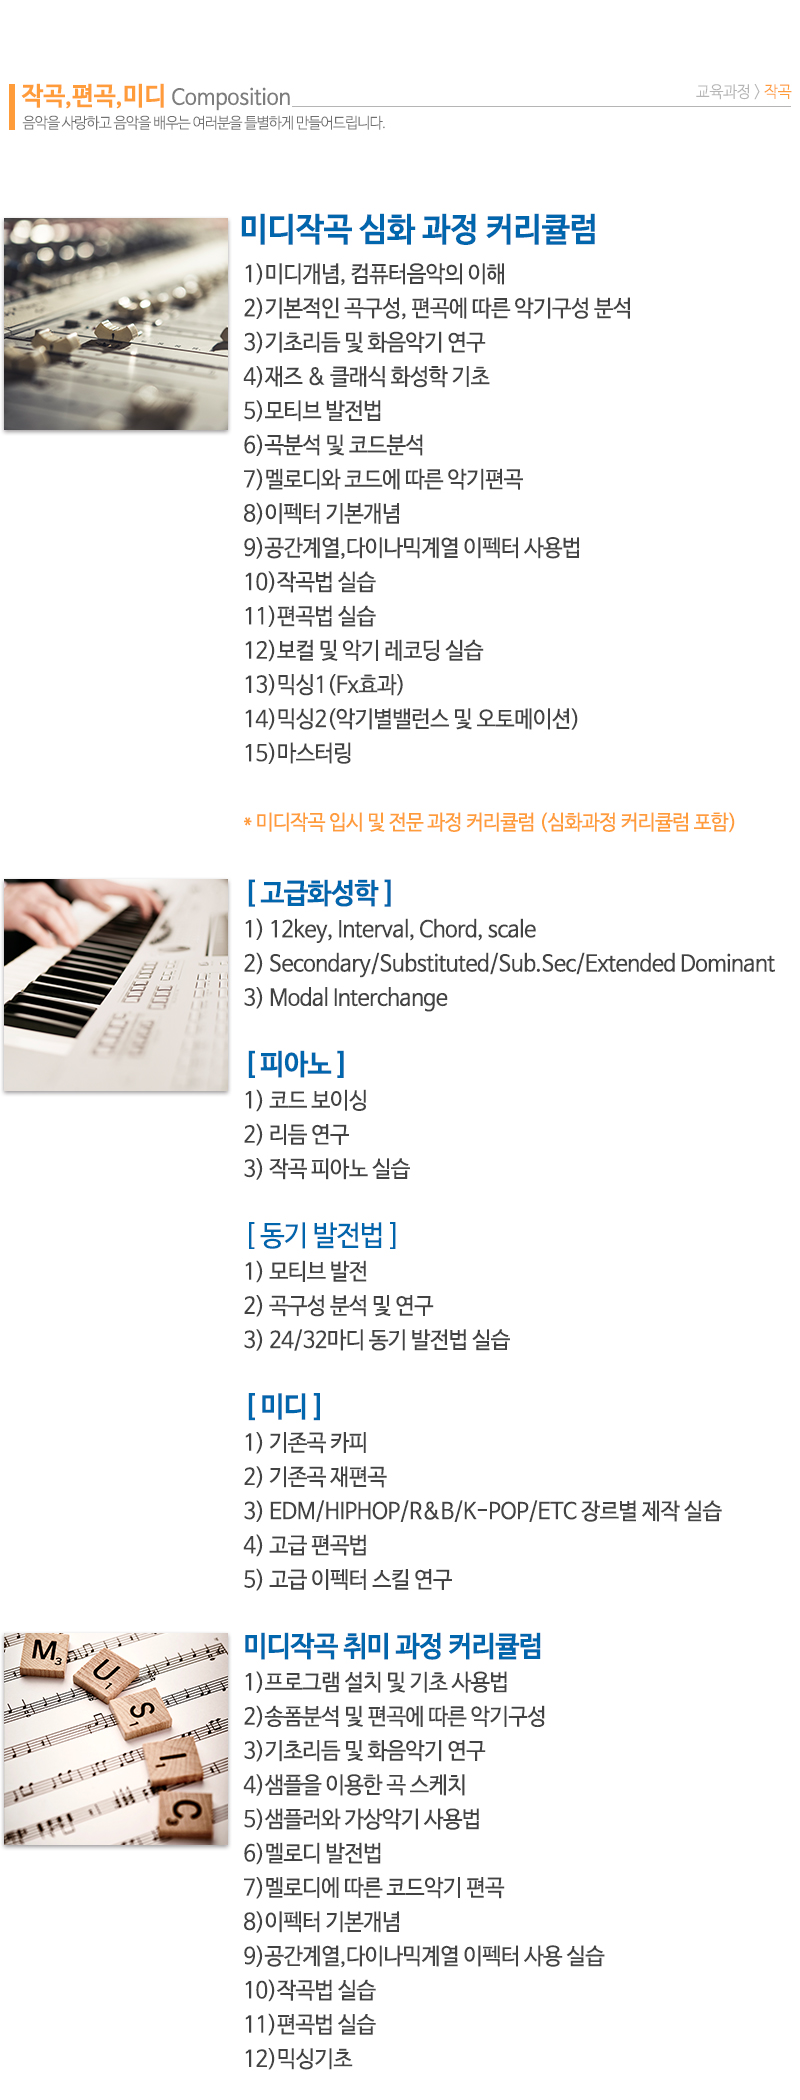 작곡,편곡,미디 Composition
교육과정 > 작곡
음악을 사랑하고 음악을 배우는 여러분을 틀별하게 만들어드립니다.
미디작곡 심화 과정 커리큘럼
1)미디개념, 컴퓨터음악의 이해
2)기본적인 곡구성, 편곡에 따른 악기구성 분석
3)기초리듬 및 화음악기 연구
4)재즈 & 클래식 화성학 기초
5)모티브 발전법
6)곡분석 및 코드분석
7)멜로디와 코드에 따른 악기편곡
8)이펙터 기본개념
9)공간계열,다이나믹계열 이펙터 사용법
10)작곡법 실습
11)편곡법 실습
12)보컬 및 악기 레코딩 실습
13)믹싱1(Fx효과)
14)믹싱2(악기별밸런스 및 오토메이션)
15)마스터링
* 미디작곡 입시 및 전문 과정 커리큘럼 (심화과정 커리큘럼 포함)
[ 고급화성학 ]
1) 12key, Interval, Chord, scale
2) Secondary/Substituted/Sub.Sec/Extended Dominant
3) Modal Interchange
[ 피아노 ]
1) 코드 보이싱
2) 리듬 연구
3) 작곡 피아노 실습
[ 동기 발전법 ]
1) 모티브 발전
2) 곡구성 분석 및 연구
3) 24/32마디 동기 발전법 실습
[ 미디 ]
1) 기존곡 카피
2) 기존곡 재편곡
3) EDM/HIPHOP/R&B/K-POP/ETC 장르별 제작 실습
4) 고급 편곡법
5) 고급 이펙터 스킬 연구
미디작곡 취미 과정 커리큘럼
1)프로그램 설치 및 기초 사용법
2)송폼분석 및 편곡에 따른 악기구성
3)기초리듬 및 화음악기 연구
4)샘플을 이용한 곡 스케치
5)샘플러와 가상악기 사용법
6)멜로디 발전법
7)멜로디에 따른 코드악기 편곡
8)이펙터 기본개념
9)공간계열,다이나믹계열 이펙터 사용 실습
10)작곡법 실습
11)편곡법 실습
12)믹싱기초
M3
U1
S1
I1
C3